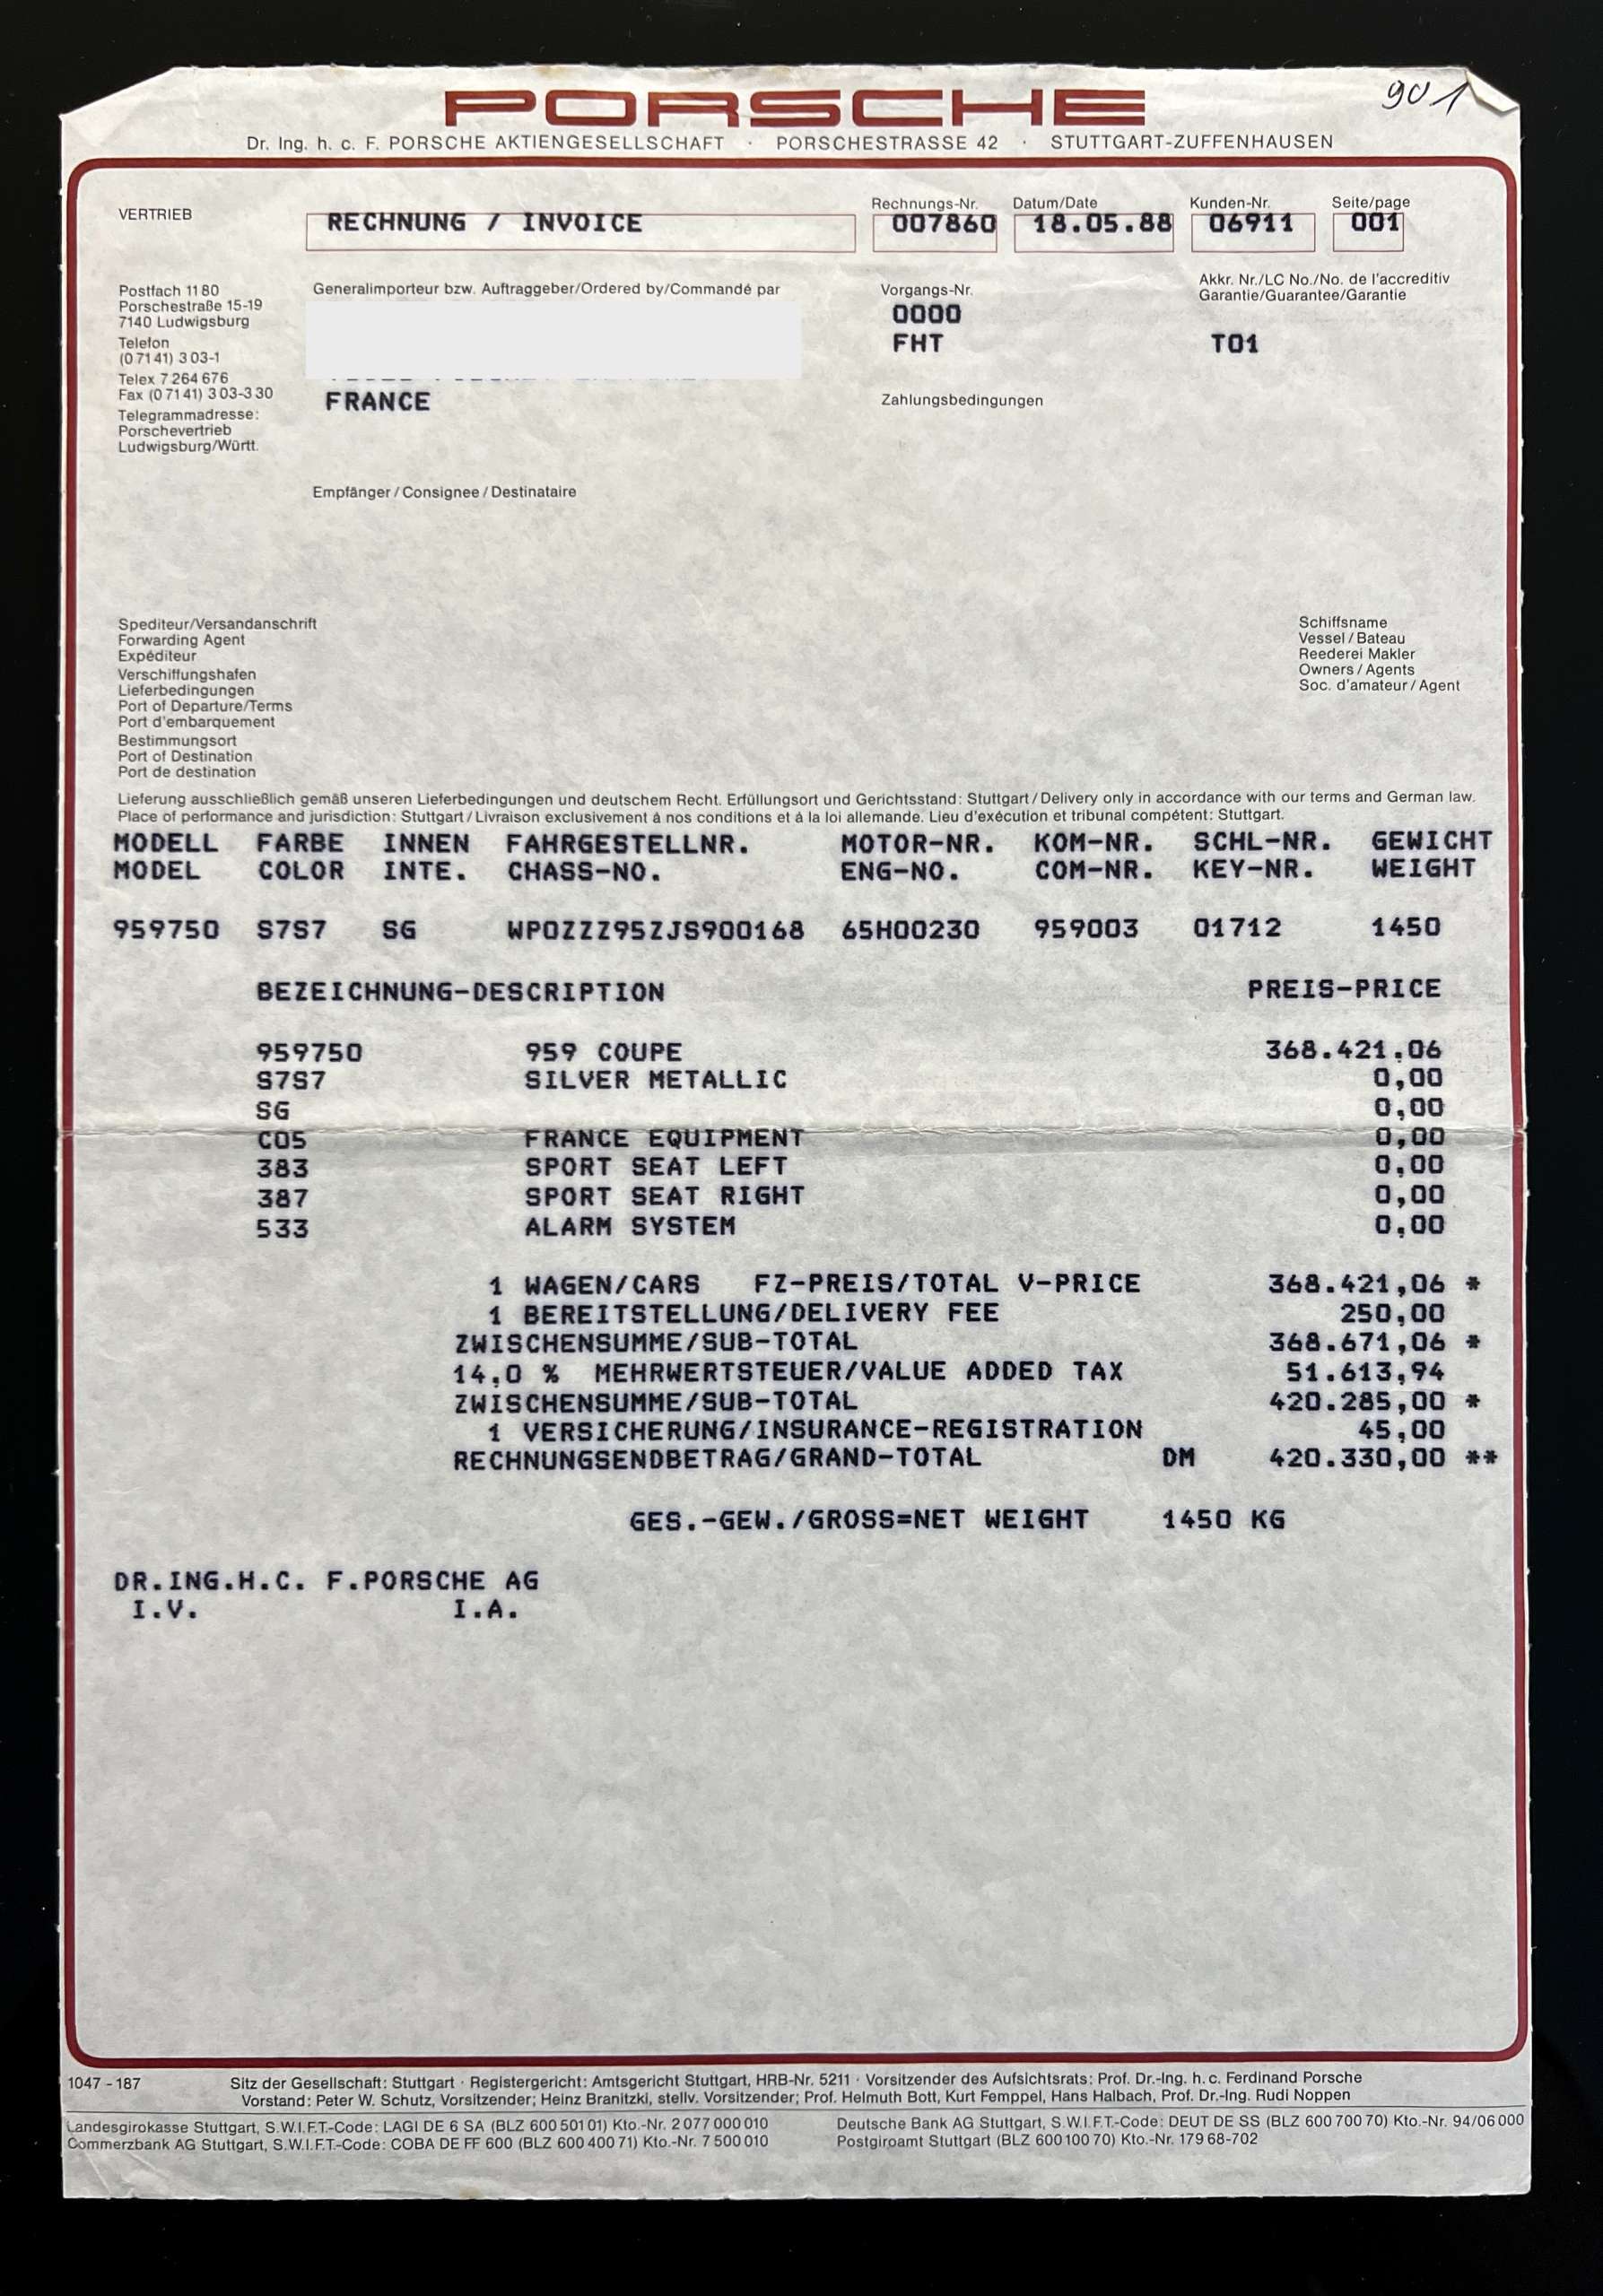 PORSCHE
901
Dr. Ing. h. c. F. PORSCHE AKTIENGESELLSCHAFT · PORSCHESTRASSE 42 · STUTTGART-ZUFFENHAUSEN
VERTRIEB
RECHNUNG / INVOICE
Rechnungs-Nr. Datum/Date Kunden-Nr. Seite/page
007860 18.05.88 06911 001
Postfach 11 80
Porschestraße 15-19
7140 Ludwigsburg
Telefon
(0 71 41) 3 03-1
Telex 7 264 676
Fax (0 71 41) 3 03-3 30
Telegrammadresse:
Porschevertrieb
Ludwigsburg/Württ.
Generalimporteur bzw. Auftraggeber/Ordered by/Commandé par
FRANCE
Vorgangs-Nr.
0000
FHT
Akkr. Nr./LC No./No. de l'accreditiv
Garantie/Guarantee/Garantie
T01
Zahlungsbedingungen
Empfänger / Consignee / Destinataire
Spediteur/Versandanschrift
Forwarding Agent
Expéditeur
Verschiffungshafen
Lieferbedingungen
Port of Departure/Terms
Port d'embarquement
Bestimmungsort
Port of Destination
Port de destination
Schiffsname
Vessel / Bateau
Reederei Makler
Owners / Agents
Soc. d'amateur / Agent
Lieferung ausschließlich gemäß unseren Lieferbedingungen und deutschem Recht. Erfüllungsort und Gerichtsstand: Stuttgart / Delivery only in accordance with our terms and German law.
Place of performance and jurisdiction: Stuttgart / Livraison exclusivement á nos conditions et á la loi allemande. Lieu d'exécution et tribunal compétent: Stuttgart.
MODELL FARBE INNEN FAHRGESTELLNR. MOTOR-NR. KOM-NR. SCHL-NR. GEWICHT
MODEL COLOR INTE. CHASS-NO. ENG-NO. COM-NR. KEY-NR. WEIGHT
959750 S7S7 SG WP0ZZZ95ZJS900168 65H00230 959003 01712 1450
BEZEICHNUNG-DESCRIPTION PREIS-PRICE
959750 959 COUPE 368.421,06
S7S7 SILVER METALLIC 0,00
SG 0,00
C05 FRANCE EQUIPMENT 0,00
383 SPORT SEAT LEFT 0,00
387 SPORT SEAT RIGHT 0,00
533 ALARM SYSTEM 0,00
1 WAGEN/CARS FZ-PREIS/TOTAL V-PRICE 368.421,06 *
1 BEREITSTELLUNG/DELIVERY FEE 250,00
ZWISCHENSUMME/SUB-TOTAL 368.671,06 *
14,0 % MEHRWERTSTEUER/VALUE ADDED TAX 51.613,94
ZWISCHENSUMME/SUB-TOTAL 420.285,00 *
1 VERSICHERUNG/INSURANCE-REGISTRATION 45,00
RECHNUNGSENDBETRAG/GRAND-TOTAL DM 420.330,00 **
GES.-GEW./GROSS=NET WEIGHT 1450 KG
DR.ING.H.C. F.PORSCHE AG
I.V. I.A.
1047 - 187
Sitz der Gesellschaft: Stuttgart · Registergericht: Amtsgericht Stuttgart, HRB-Nr. 5211 · Vorsitzender des Aufsichtsrats: Prof. Dr.-Ing. h. c. Ferdinand Porsche
Vorstand: Peter W. Schutz, Vorsitzender; Heinz Branitzki, stellv. Vorsitzender; Prof. Helmuth Bott, Kurt Femppel, Hans Halbach, Prof. Dr.-Ing. Rudi Noppen
Landesgirokasse Stuttgart, S.W.I.F.T.-Code: LAGI DE 6 SA (BLZ 600 501 01) Kto.-Nr. 2 077 000 010
Commerzbank AG Stuttgart, S.W.I.F.T.-Code: COBA DE FF 600 (BLZ 600 400 71) Kto.-Nr. 7 500 010
Deutsche Bank AG Stuttgart, S.W.I.F.T.-Code: DEUT DE SS (BLZ 600 700 70) Kto.-Nr. 94/06 000
Postgiroamt Stuttgart (BLZ 600 100 70) Kto.-Nr. 179 68-702